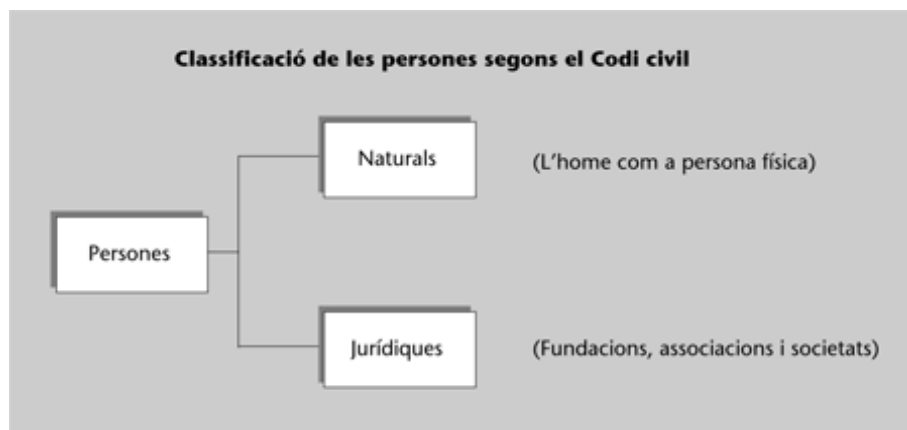 Classificació de les persones segons el Codi civil
Naturals
(L'home com a persona física)
Persones
Jurídiques
(Fundacions, associacions i societats)